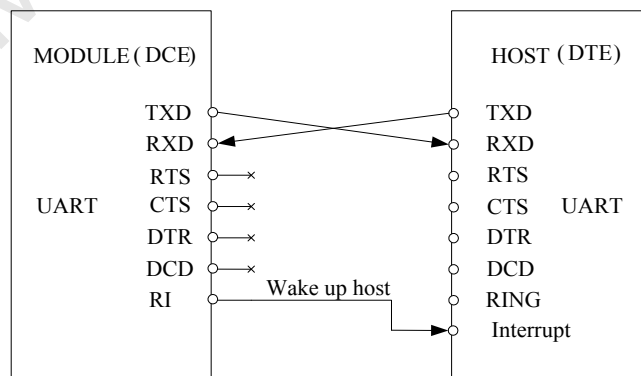 MODULE ( DCE)
HOST ( DTE)
TXD
RXD
RTS
CTS
DTR
DCD
RI
UART
TXD
RXD
RTS
CTS
DTR
DCD
RING
Interrupt
UART
Wake up host